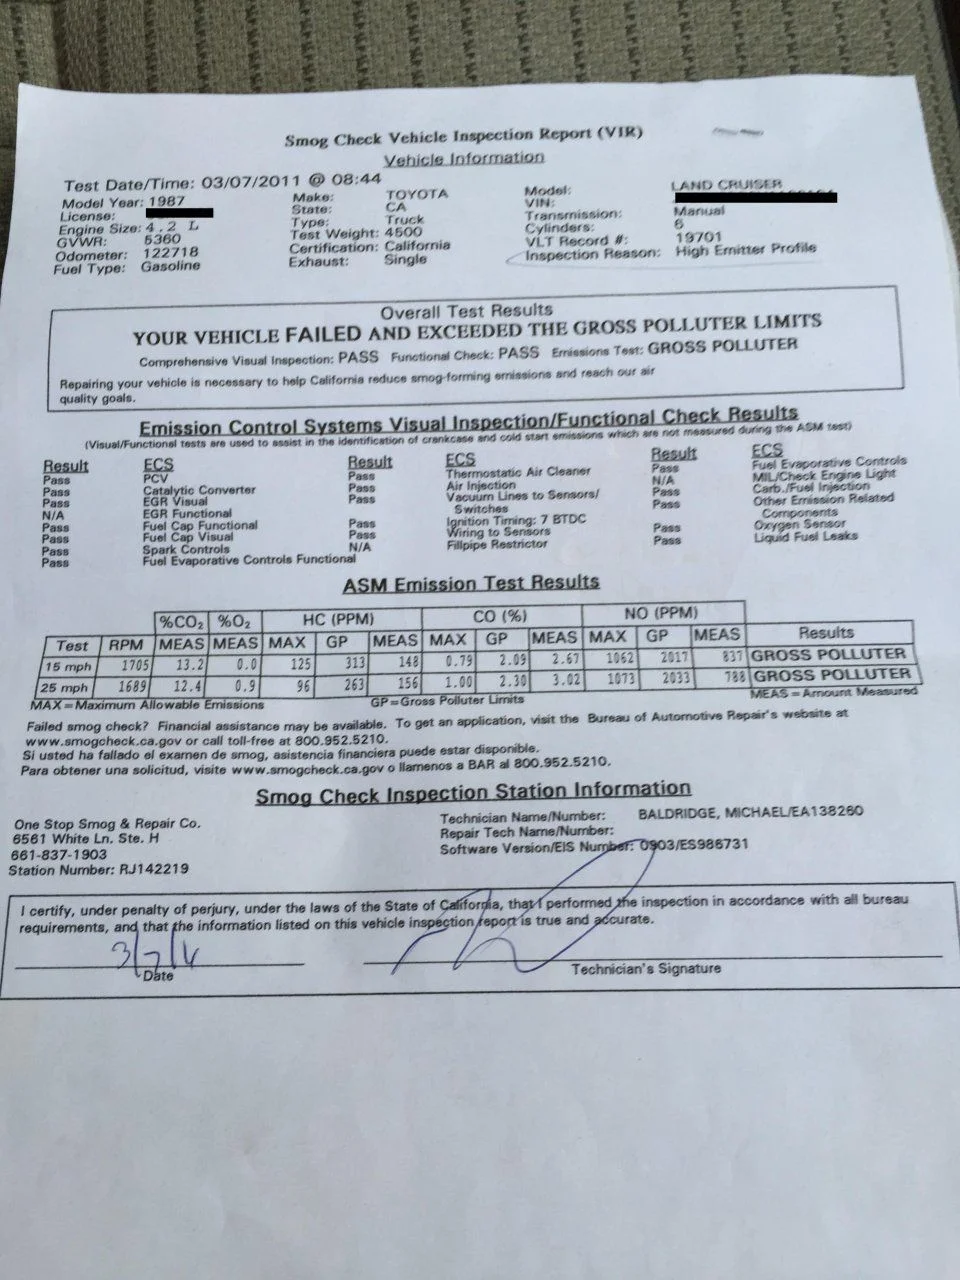 Smog Check Vehicle Inspection Report (VIR)
Vehicle Information
Test Date/Time: 03/07/2011 @ 08:44
Model Year: 1987 Make: TOYOTA Model: LAND CRUISER
License: State: CA VIN:
Engine Size: 4.2 L Type: Truck Transmission: Manual
GVWR: 5360 Test Weight: 4500 Cylinders: 6
Odometer: 122718 Certification: California VLT Record #: 19701
Fuel Type: Gasoline Exhaust: Single Inspection Reason: High Emitter Profile
Overall Test Results
YOUR VEHICLE FAILED AND EXCEEDED THE GROSS POLLUTER LIMITS
Comprehensive Visual Inspection: PASS Functional Check: PASS Emissions Test: GROSS POLLUTER
Repairing your vehicle is necessary to help California reduce smog-forming emissions and reach our air
quality goals.
Emission Control Systems Visual Inspection/Functional Check Results
(Visual/Functional tests are used to assist in the identification of crankcase and cold start emissions which are not measured during the ASM test)
Result ECS Result ECS Result ECS
Pass PCV Pass Thermostatic Air Cleaner Pass Fuel Evaporative Controls
Pass Catalytic Converter Pass Air Injection N/A MIL/Check Engine Light
Pass EGR Visual Pass Vacuum Lines to Sensors/ Pass Carb./Fuel Injection
N/A EGR Functional Switches Pass Other Emission Related
Pass Fuel Cap Functional Pass Ignition Timing: 7 BTDC Components
Pass Fuel Cap Visual Pass Wiring to Sensors Pass Oxygen Sensor
Pass Spark Controls N/A Fillpipe Restrictor Pass Liquid Fuel Leaks
Pass Fuel Evaporative Controls Functional
ASM Emission Test Results
%CO2 %O2 HC (PPM) CO (%) NO (PPM)
Test RPM MEAS MEAS MAX GP MEAS MAX GP MEAS MAX GP MEAS Results
15 mph 1705 13.2 0.0 125 313 148 0.79 2.09 2.67 1062 2017 837 GROSS POLLUTER
25 mph 1689 12.4 0.9 96 263 156 1.00 2.30 3.02 1073 2033 788 GROSS POLLUTER
MAX=Maximum Allowable Emissions GP=Gross Polluter Limits MEAS=Amount Measured
Failed smog check? Financial assistance may be available. To get an application, visit the Bureau of Automotive Repair's website at
www.smogcheck.ca.gov or call toll-free at 800.952.5210.
Si usted ha fallado el examen de smog, asistencia financiera puede estar disponible.
Para obtener una solicitud, visite www.smogcheck.ca.gov o llamenos a BAR al 800.952.5210.
Smog Check Inspection Station Information
One Stop Smog & Repair Co. Technician Name/Number: BALDRIDGE, MICHAEL/EA138260
6561 White Ln. Ste. H Repair Tech Name/Number:
661-837-1903 Software Version/EIS Number: 0903/ES986731
Station Number: RJ142219
I certify, under penalty of perjury, under the laws of the State of California, that I performed the inspection in accordance with all bureau
requirements, and that the information listed on this vehicle inspection report is true and accurate.
Date Technician's Signature